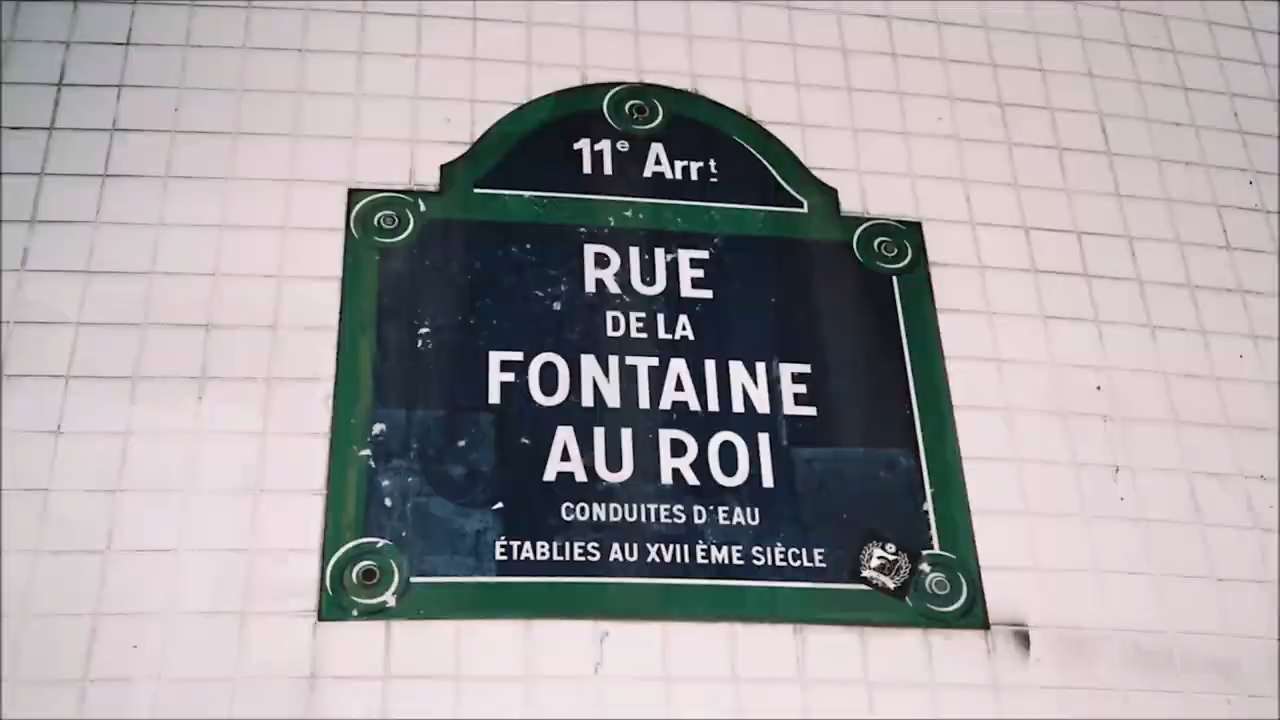 11e Arrt
RUE
DE LA
FONTAINE
AU ROI
CONDUITES D'EAU
ÉTABLIES AU XVII ÈME SIÈCLE